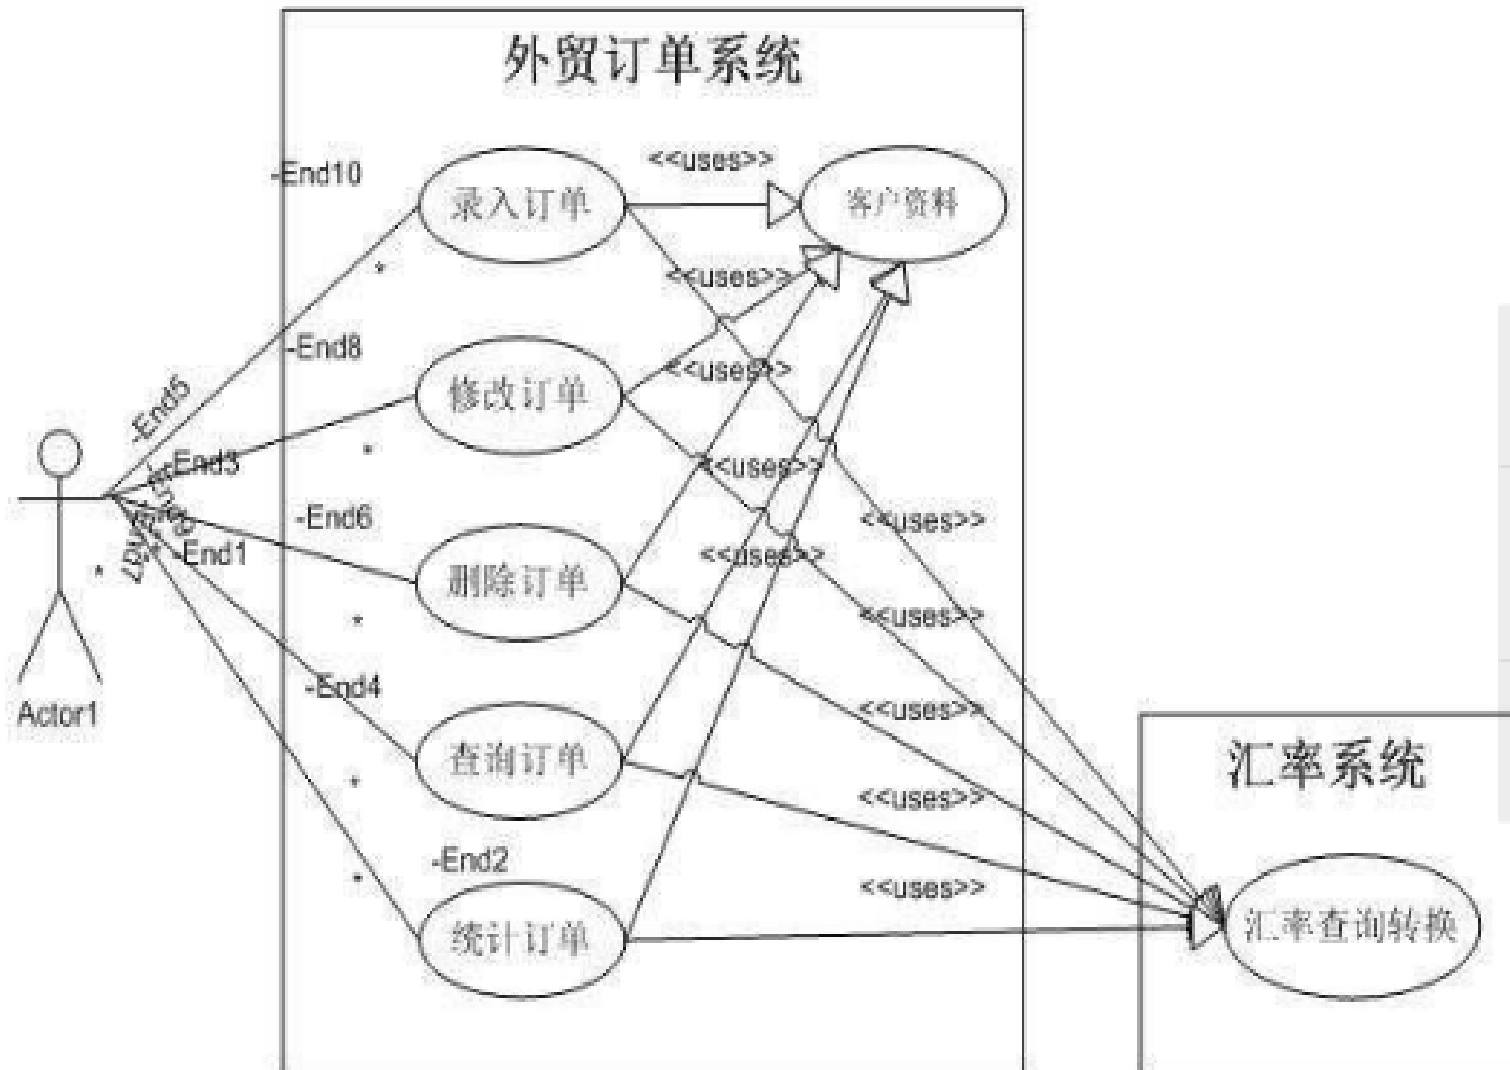 外贸订单系统
-End10
录入订单
<<uses>>
客户资料
*
<<uses>>
-End8
修改订单
<<uses>>
-End5
*
-End3
<<uses>>
-End6
<<uses>>
<<uses>>
-End1
删除订单
*
*
<<uses>>
-End4
<<uses>>
Actor1
查询订单
汇率系统
*
<<uses>>
-End2
*
<<uses>>
统计订单
汇率查询转换